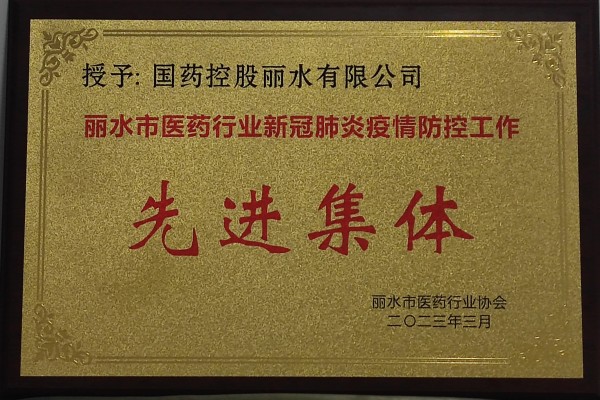 授予: 国药控股丽水有限公司
丽水市医药行业新冠肺炎疫情防控工作
先进集体
丽水市医药行业协会
二〇二三年三月